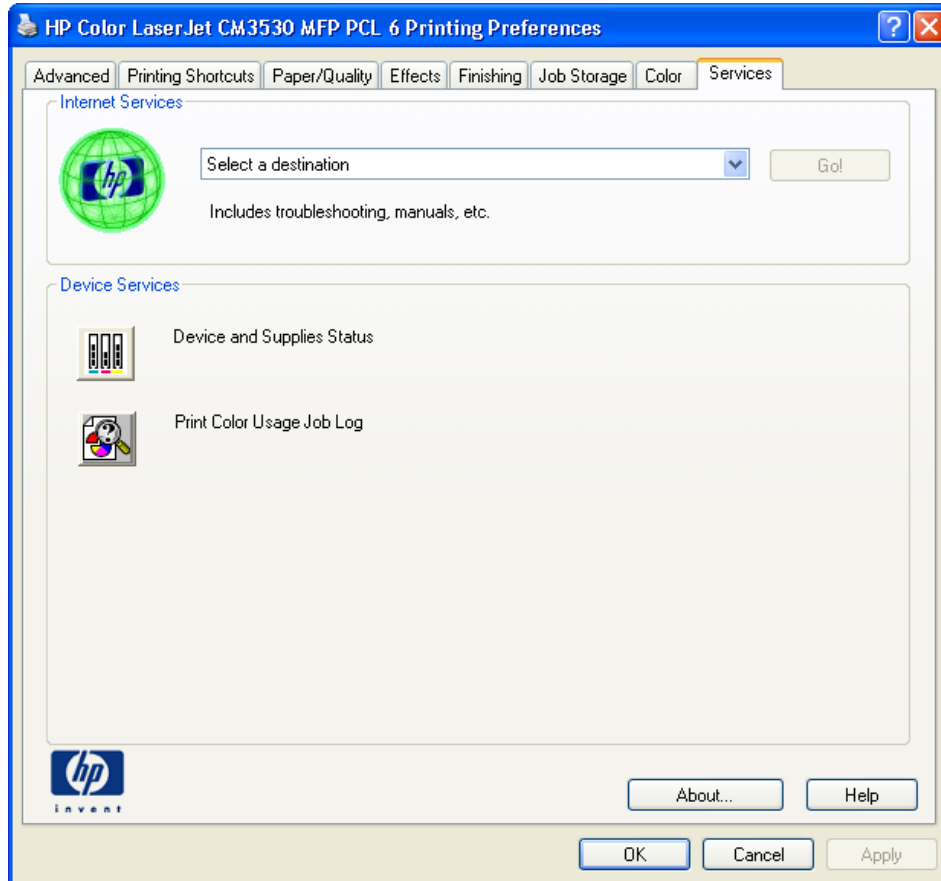 HP Color LaserJet CM3530 MFP PCL 6 Printing Preferences
Advanced Printing Shortcuts Paper/Quality Effects Finishing Job Storage Color Services
Internet Services
hp
Select a destination
Go!
Includes troubleshooting, manuals, etc.
Device Services
Device and Supplies Status
Print Color Usage Job Log
hp
invent
About...
Help
OK
Cancel
Apply